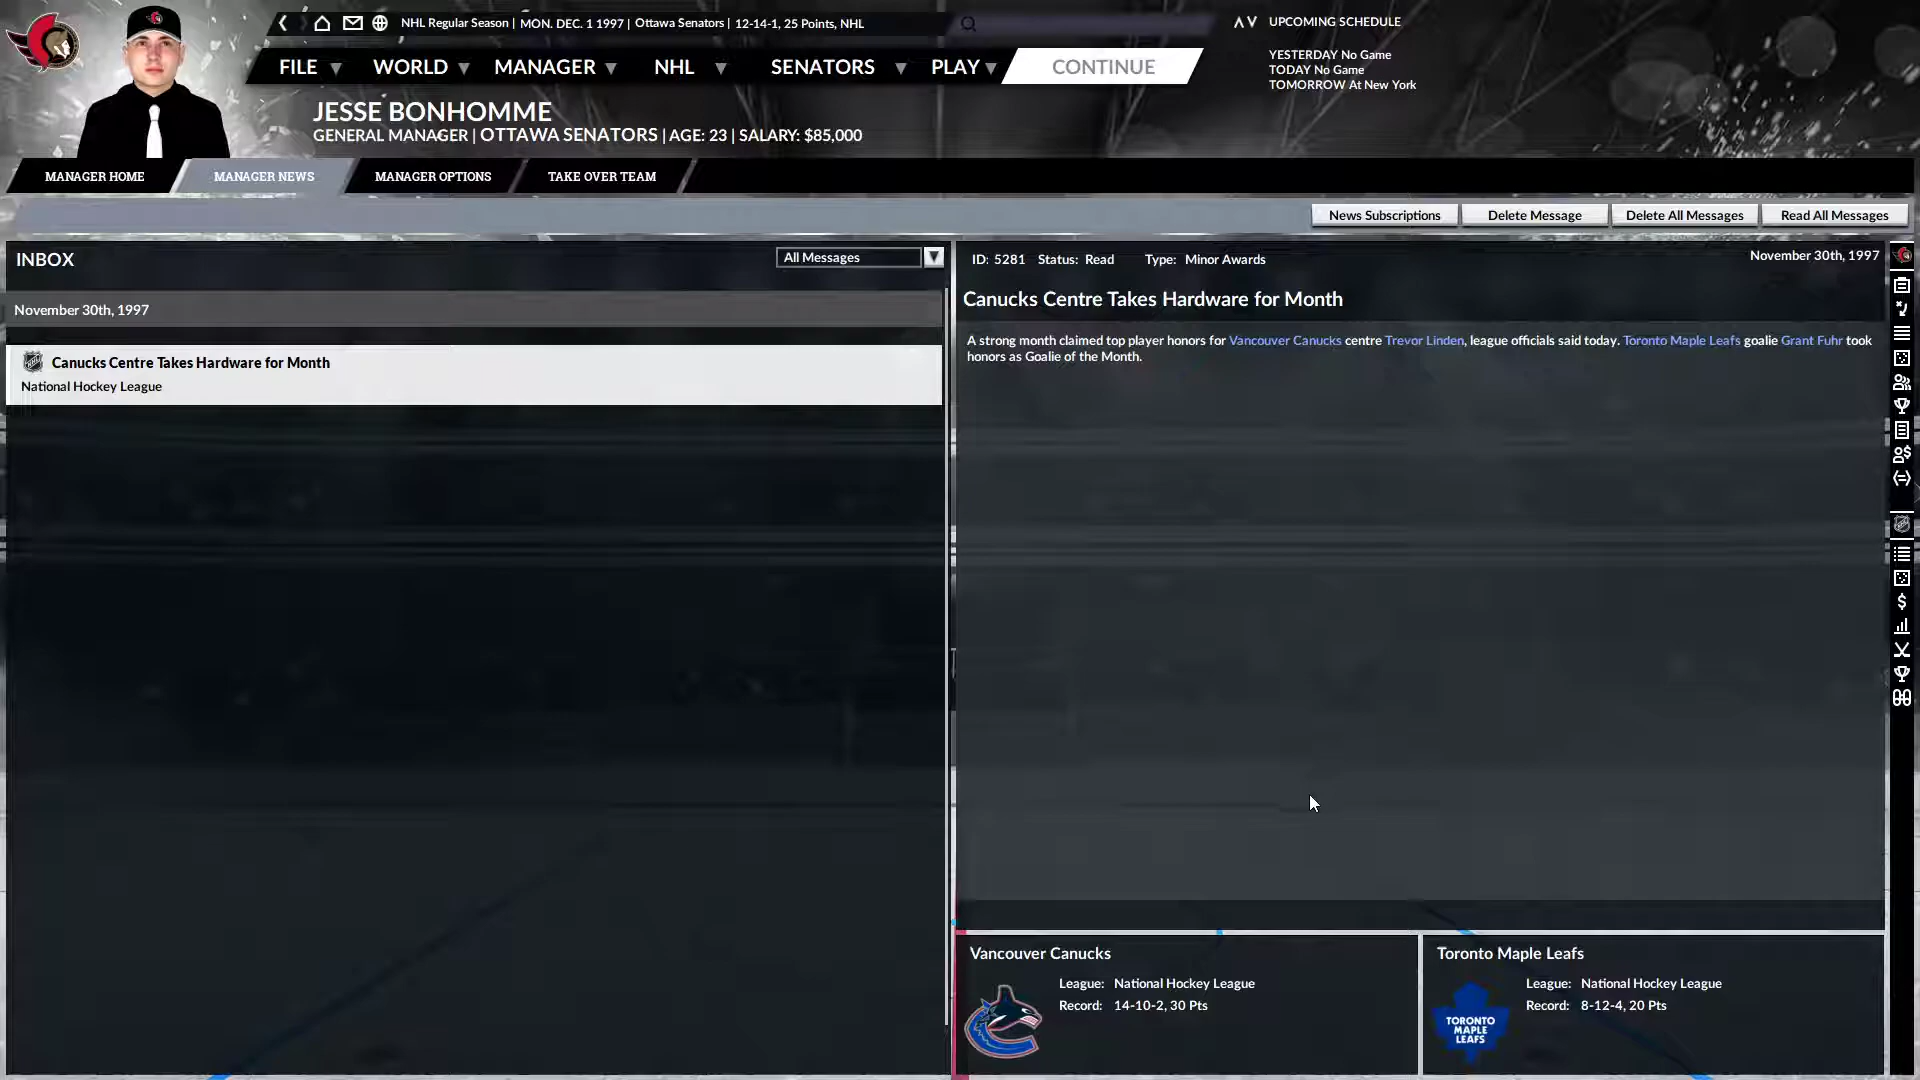 NHL Regular Season | MON. DEC. 1 1997 | Ottawa Senators | 12-14-1, 25 Points, NHL
FILE WORLD MANAGER NHL SENATORS PLAY CONTINUE
UPCOMING SCHEDULE
YESTERDAY No Game
TODAY No Game
TOMORROW At New York
JESSE BONHOMME
GENERAL MANAGER | OTTAWA SENATORS | AGE: 23 | SALARY: $85,000
MANAGER HOME MANAGER NEWS MANAGER OPTIONS TAKE OVER TEAM
News Subscriptions Delete Message Delete All Messages Read All Messages
INBOX All Messages
November 30th, 1997
Canucks Centre Takes Hardware for Month
National Hockey League
ID: 5281 Status: Read Type: Minor Awards November 30th, 1997
Canucks Centre Takes Hardware for Month
A strong month claimed top player honors for Vancouver Canucks centre Trevor Linden, league officials said today. Toronto Maple Leafs goalie Grant Fuhr took
honors as Goalie of the Month.
Vancouver Canucks
League: National Hockey League
Record: 14-10-2, 30 Pts
Toronto Maple Leafs
League: National Hockey League
Record: 8-12-4, 20 Pts
TORONTO
MAPLE
LEAFS